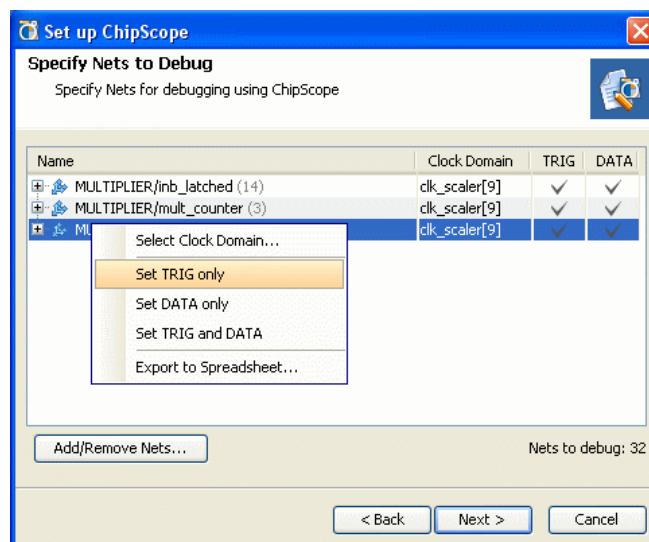 Set up ChipScope
Specify Nets to Debug
Specify Nets for debugging using ChipScope
Name Clock Domain TRIG DATA
MULTIPLIER/inb_latched (14) clk_scaler[9]
MULTIPLIER/mult_counter (3) clk_scaler[9]
clk_scaler[9]
Select Clock Domain...
Set TRIG only
Set DATA only
Set TRIG and DATA
Export to Spreadsheet...
Add/Remove Nets... Nets to debug: 32
< Back Next > Cancel